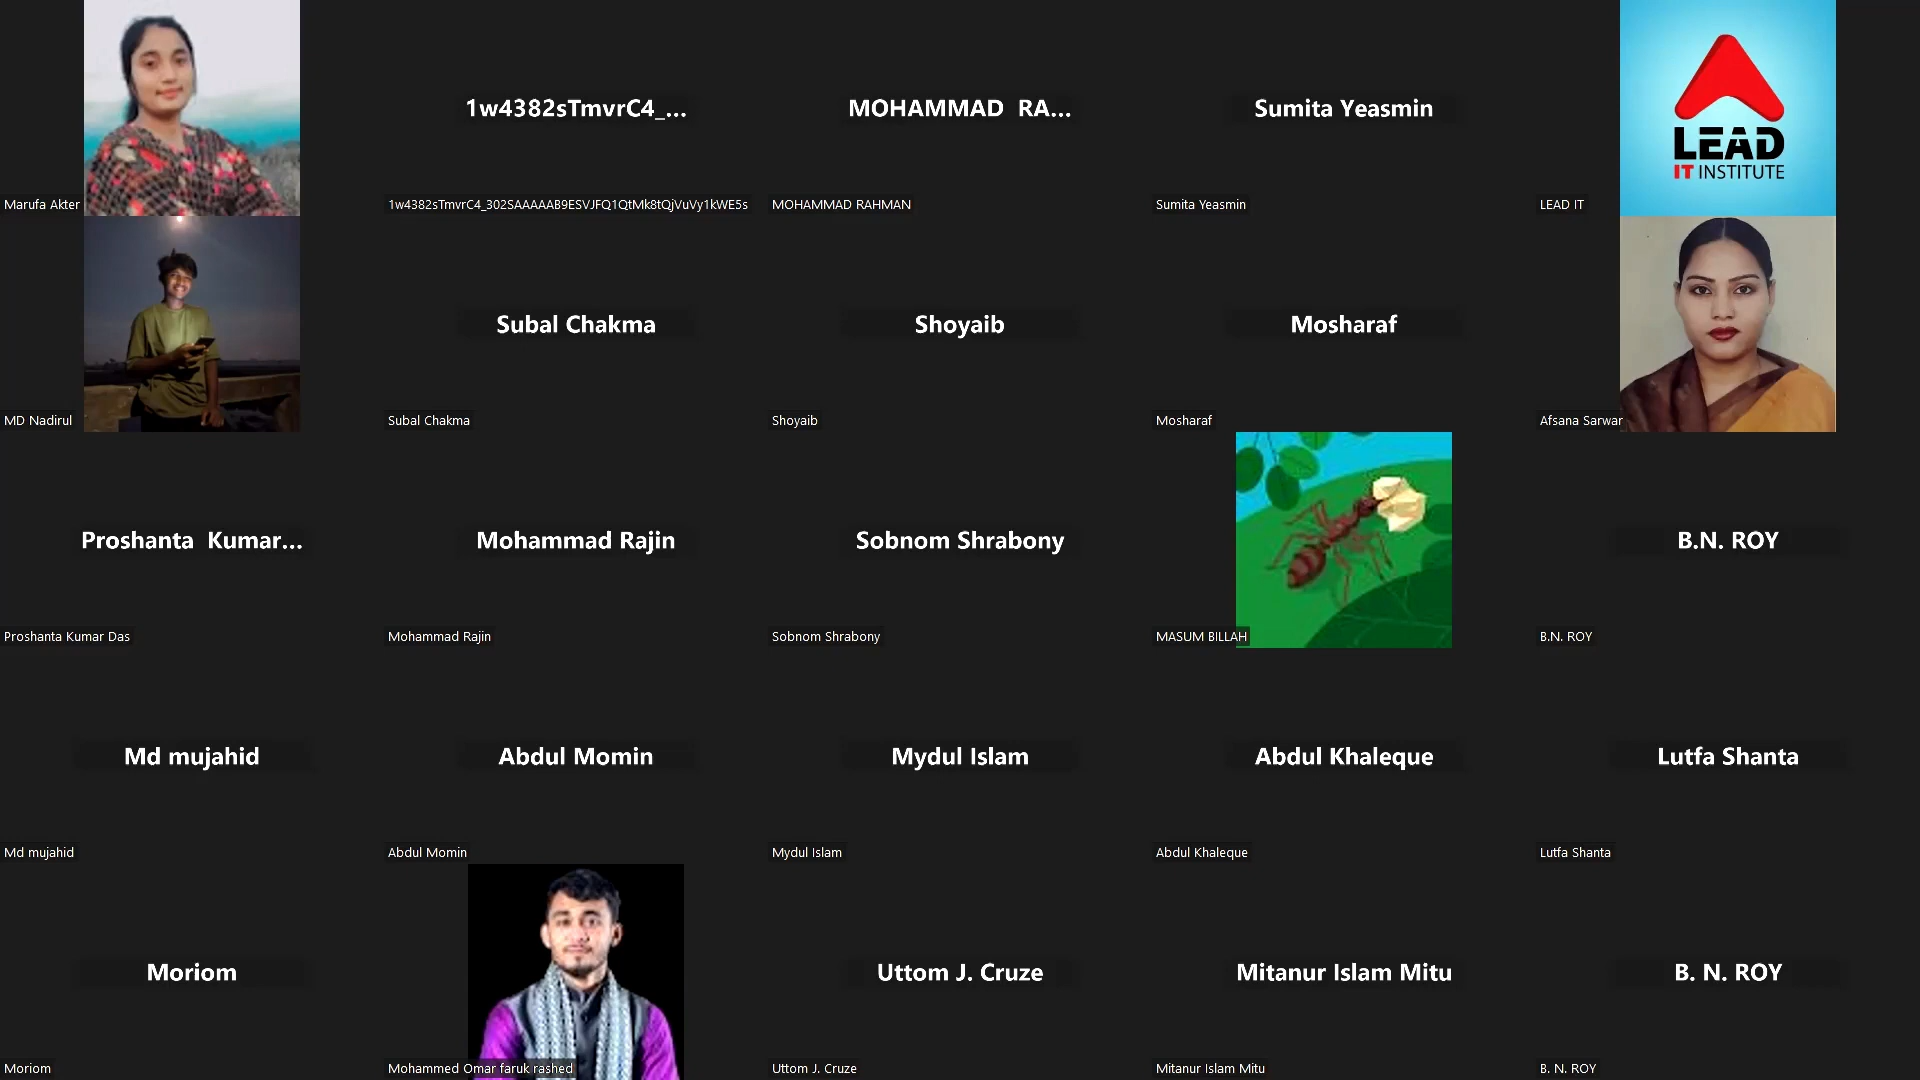 1w4382sTmvrC4_...
MOHAMMAD RA...
Sumita Yeasmin
LEAD
IT INSTITUTE
Marufa Akter
1w4382sTmvrC4_302SAAAAAB9ESVJFQ1QtMk8tQjVuVy1kWE5s
MOHAMMAD RAHMAN
Sumita Yeasmin
LEAD IT
Subal Chakma
Shoyaib
Mosharaf
MD Nadirul
Subal Chakma
Shoyaib
Mosharaf
Afsana Sarwar
Proshanta Kumar...
Mohammad Rajin
Sobnom Shrabony
B.N. ROY
Proshanta Kumar Das
Mohammad Rajin
Sobnom Shrabony
MASUM BILLAH
B.N. ROY
Md mujahid
Abdul Momin
Mydul Islam
Abdul Khaleque
Lutfa Shanta
Md mujahid
Abdul Momin
Mydul Islam
Abdul Khaleque
Lutfa Shanta
Moriom
Uttom J. Cruze
Mitanur Islam Mitu
B. N. ROY
Moriom
Mohammed Omar faruk rashed
Uttom J. Cruze
Mitanur Islam Mitu
B. N. ROY